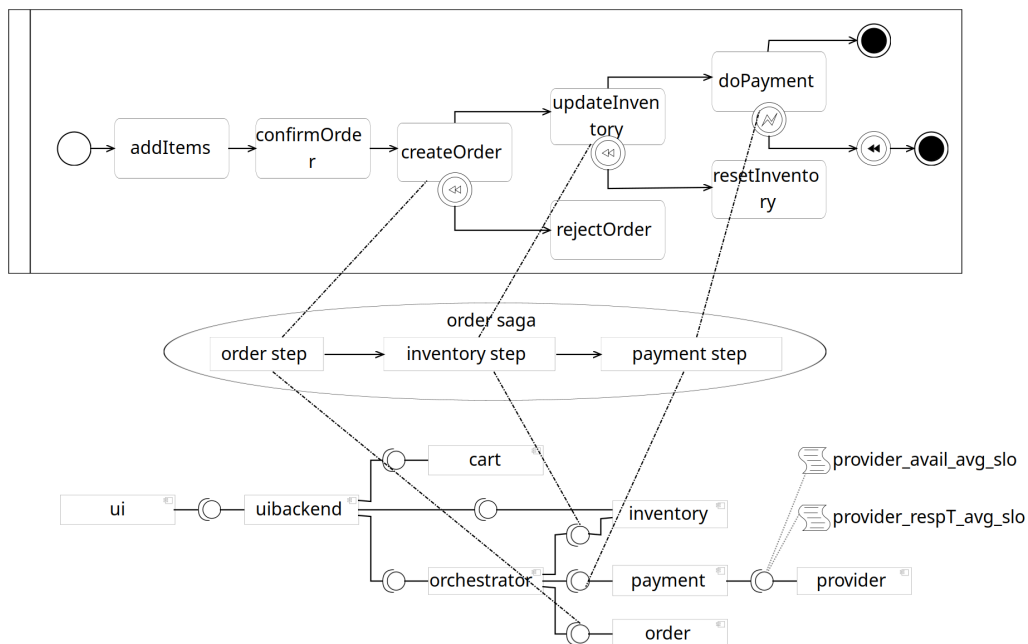 doPayment
updateInven
tory
addItems
confirmOrde
r
createOrder
resetInvento
ry
rejectOrder
order saga
order step
inventory step
payment step
cart
provider_avail_avg_slo
ui
uibackend
inventory
provider_respT_avg_slo
orchestrator
payment
provider
order